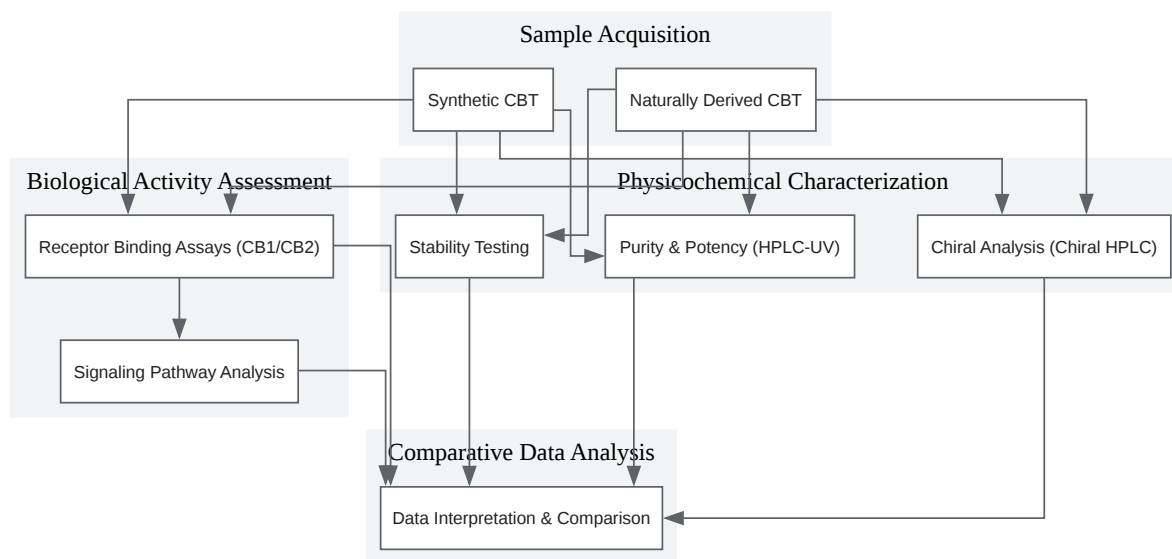 Sample Acquisition
Synthetic CBT
Naturally Derived CBT
Biological Activity Assessment
Physicochemical Characterization
Receptor Binding Assays (CB1/CB2)
Stability Testing
Purity & Potency (HPLC-UV)
Chiral Analysis (Chiral HPLC)
Signaling Pathway Analysis
Comparative Data Analysis
Data Interpretation & Comparison